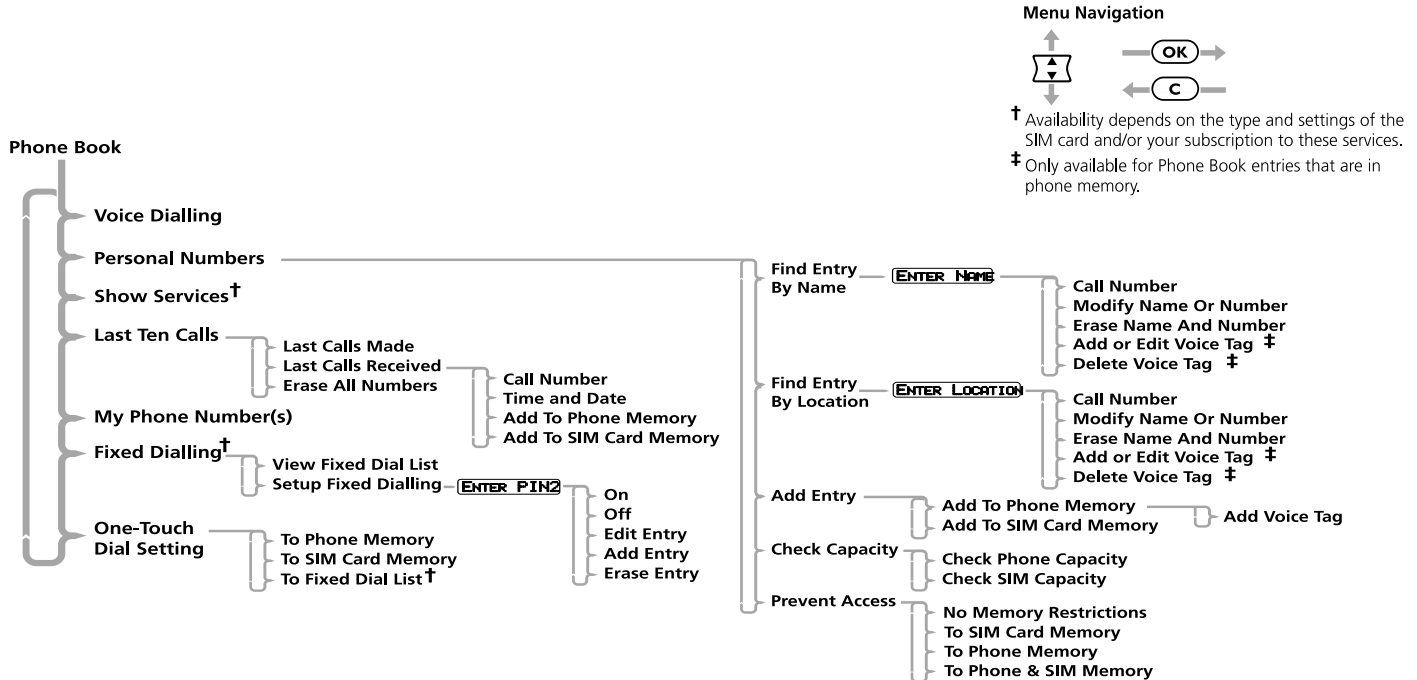 Menu Navigation
OK
C
† Availability depends on the type and settings of the
SIM card and/or your subscription to these services.
‡ Only available for Phone Book entries that are in
phone memory.
Phone Book
Voice Dialling
Personal Numbers
Show Services†
Last Ten Calls
Last Calls Made
Last Calls Received
Erase All Numbers
Call Number
Time and Date
Add To Phone Memory
Add To SIM Card Memory
My Phone Number(s)
Fixed Dialling†
View Fixed Dial List
Setup Fixed Dialling
ENTER PIN2
On
Off
Edit Entry
Add Entry
Erase Entry
One-Touch
Dial Setting
To Phone Memory
To SIM Card Memory
To Fixed Dial List†
Find Entry
By Name
ENTER NAME
Call Number
Modify Name Or Number
Erase Name And Number
Add or Edit Voice Tag ‡
Delete Voice Tag ‡
Find Entry
By Location
ENTER LOCATION
Call Number
Modify Name Or Number
Erase Name And Number
Add or Edit Voice Tag ‡
Delete Voice Tag ‡
Add Entry
Add To Phone Memory
Add To SIM Card Memory
Add Voice Tag
Check Capacity
Check Phone Capacity
Check SIM Capacity
Prevent Access
No Memory Restrictions
To SIM Card Memory
To Phone Memory
To Phone & SIM Memory